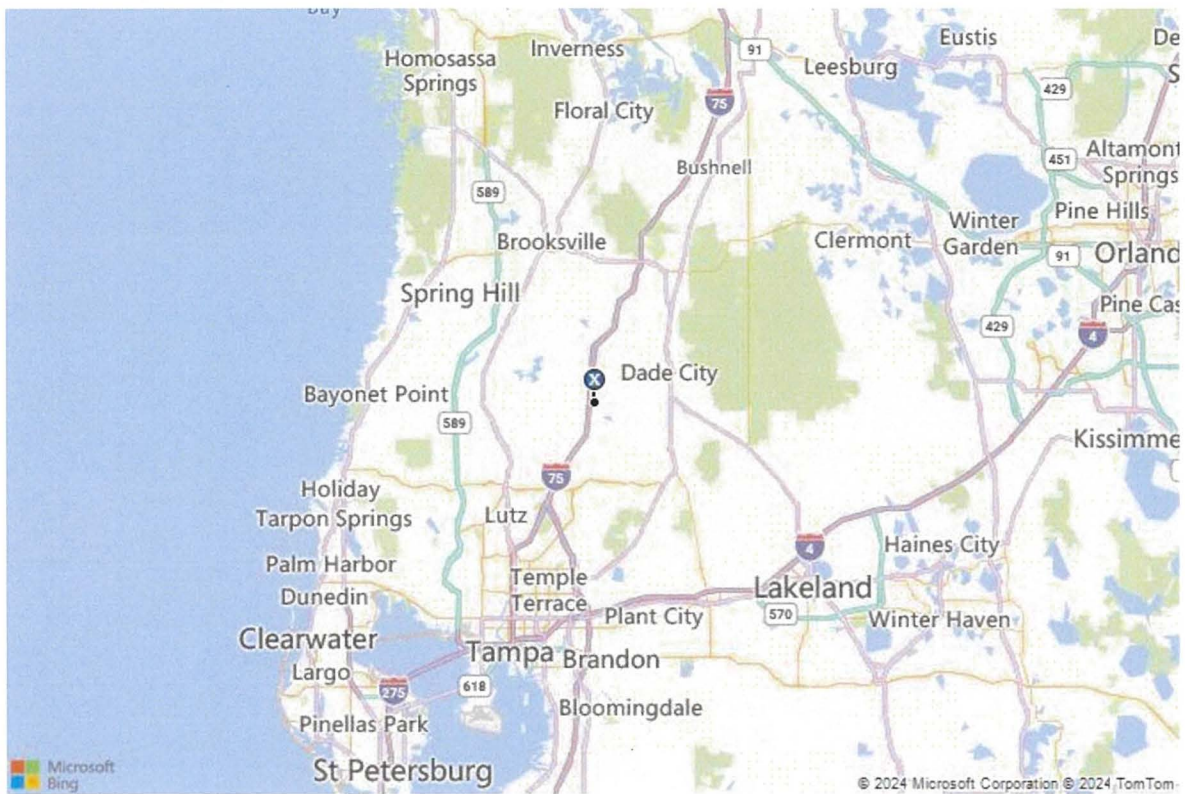 Bay
Homosassa
Springs
Inverness
91
Eustis
De
S
Leesburg
429
75
Floral City
Bushnell
451
Altamont
Springs
589
Winter
Garden
Pine Hills
Brooksville
Clermont
91
Orland
Spring Hill
Pine Cas
429
4
X
Dade City
Bayonet Point
589
Kissimme
75
Holiday
Tarpon Springs
Lutz
4
Haines City
Palm Harbor
Dunedin
Temple
Terrace
Lakeland
Plant City
570
Winter Haven
Clearwater
Tampa
Brandon
Largo
275
618
Pinellas Park
Bloomingdale
St Petersburg
Microsoft
Bing
© 2024 Microsoft Corporation © 2024 TomTom